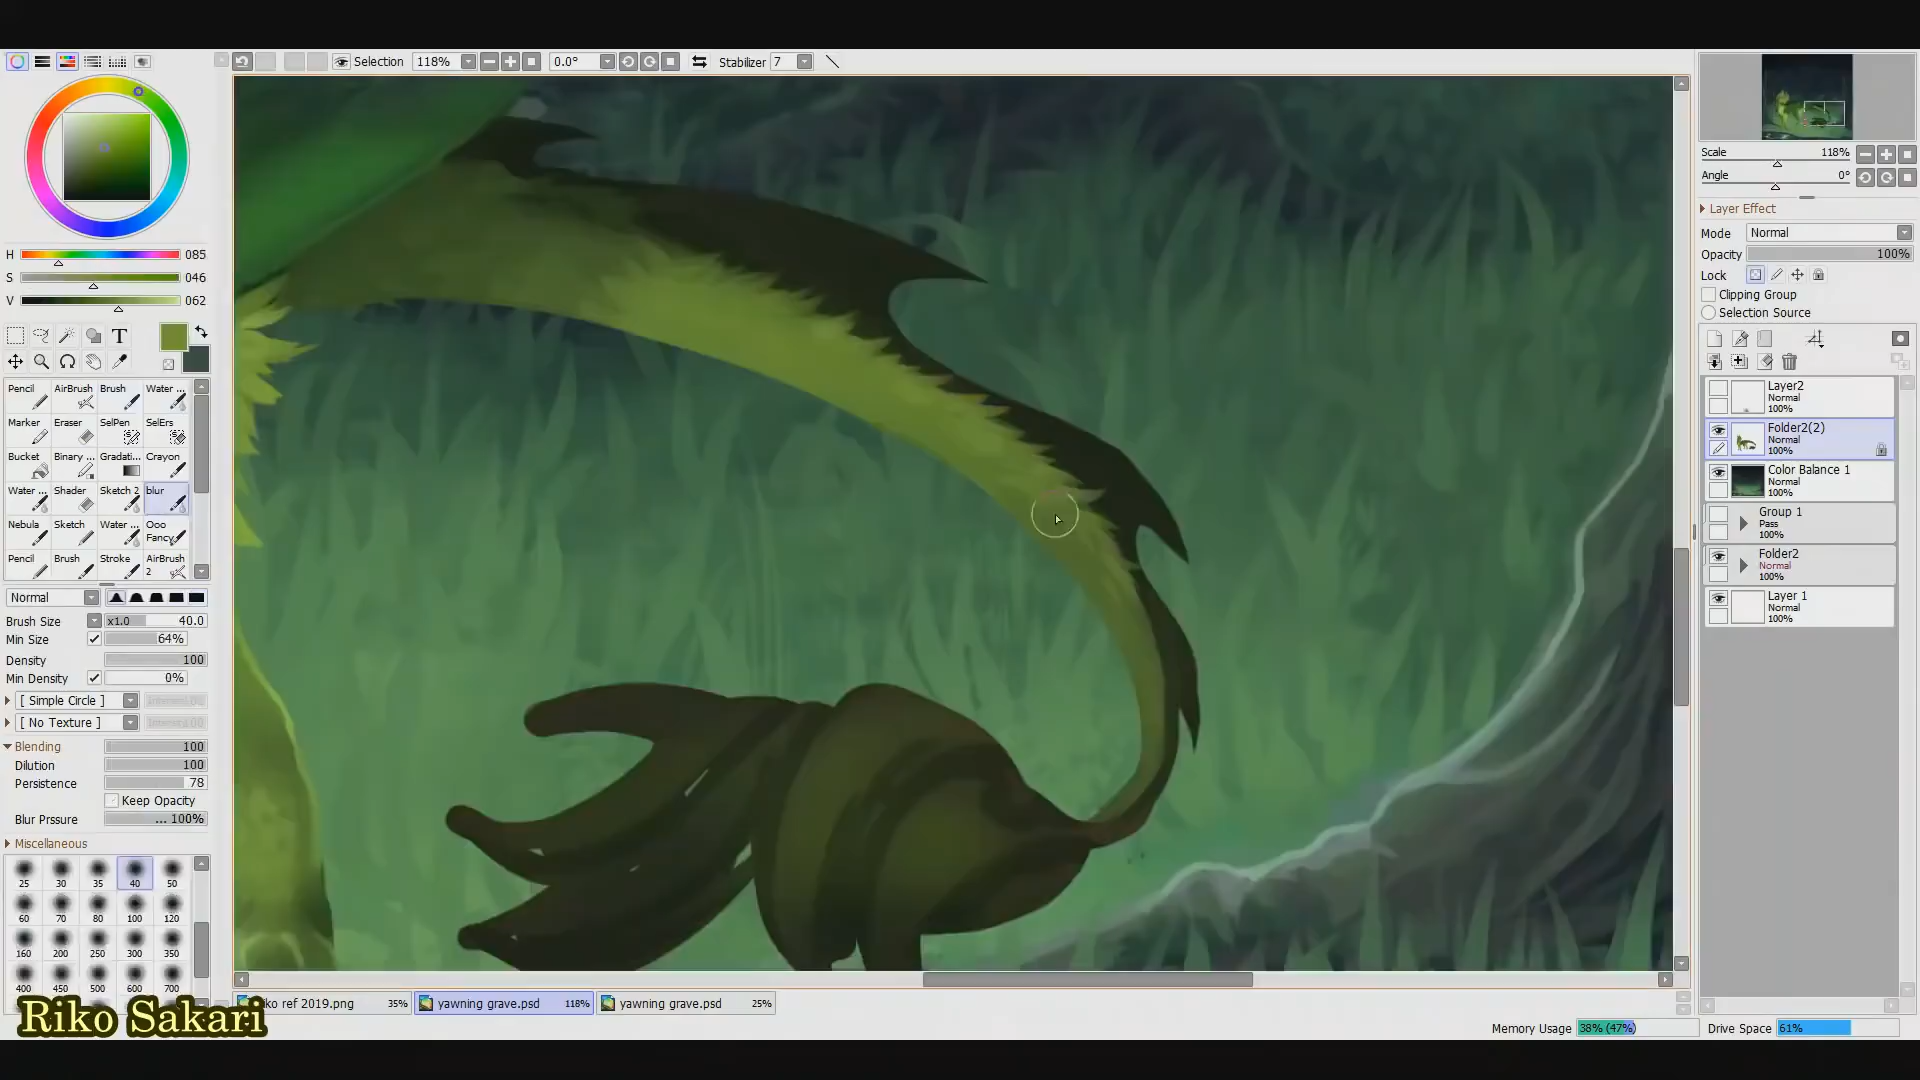 Selection 118% 0.0° Stabilizer 7
Scale 118%
Angle 0°
Layer Effect
Mode Normal
Opacity 100%
Lock
Clipping Group
Selection Source
H 085
S 046
V 062
T
Pencil AirBrush Brush Water ...
Marker Eraser SelPen SelErs
Bucket Binary ... Gradati... Crayon
Water ... Shader Sketch 2 blur
Nebula Sketch Water ... Ooo Fancy
Pencil Brush Stroke AirBrush 2
Normal
Brush Size x1.0 40.0
Min Size 64%
Density 100
Min Density 0%
[ Simple Circle ]
[ No Texture ]
Blending 100
Dilution 100
Persistence 78
Keep Opacity
Blur Prssure ... 100%
Miscellaneous
25 30 35 40 50
60 70 80 100 120
160 200 250 300 350
400 450 500 600 700
Layer2
Normal
100%
Folder2(2)
Normal
100%
Color Balance 1
Normal
100%
Group 1
Pass
100%
Folder2
Normal
100%
Layer 1
Normal
100%
ko ref 2019.png 35% yawning grave.psd 118% yawning grave.psd 25%
Riko Sakari
Memory Usage 38% (47%) Drive Space 61%